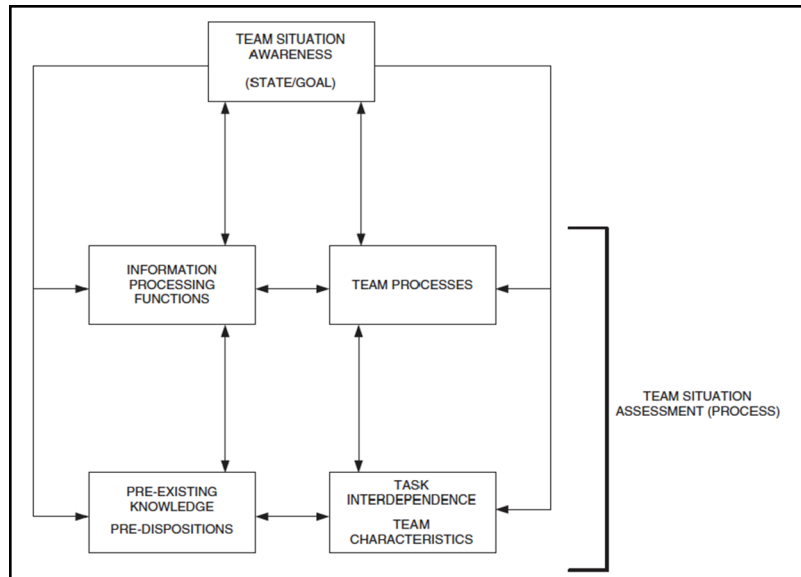 TEAM SITUATION
AWARENESS
(STATE/GOAL)
INFORMATION
PROCESSING
FUNCTIONS
TEAM PROCESSES
TEAM SITUATION
ASSESSMENT (PROCESS)
PRE-EXISTING
KNOWLEDGE
PRE-DISPOSITIONS
TASK
INTERDEPENDENCE
TEAM
CHARACTERISTICS